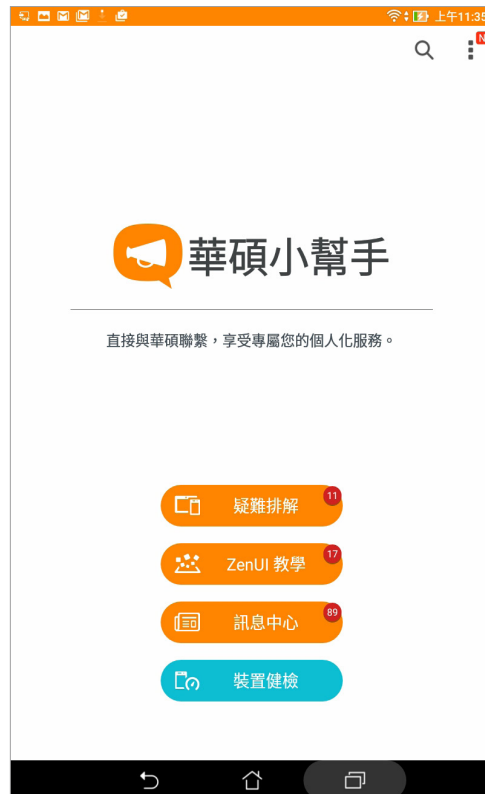 上午11:35
N
華碩小幫手
直接與華碩聯繫，享受專屬您的個人化服務。
疑難排解 11
ZenUI 教學 17
訊息中心 89
裝置健檢